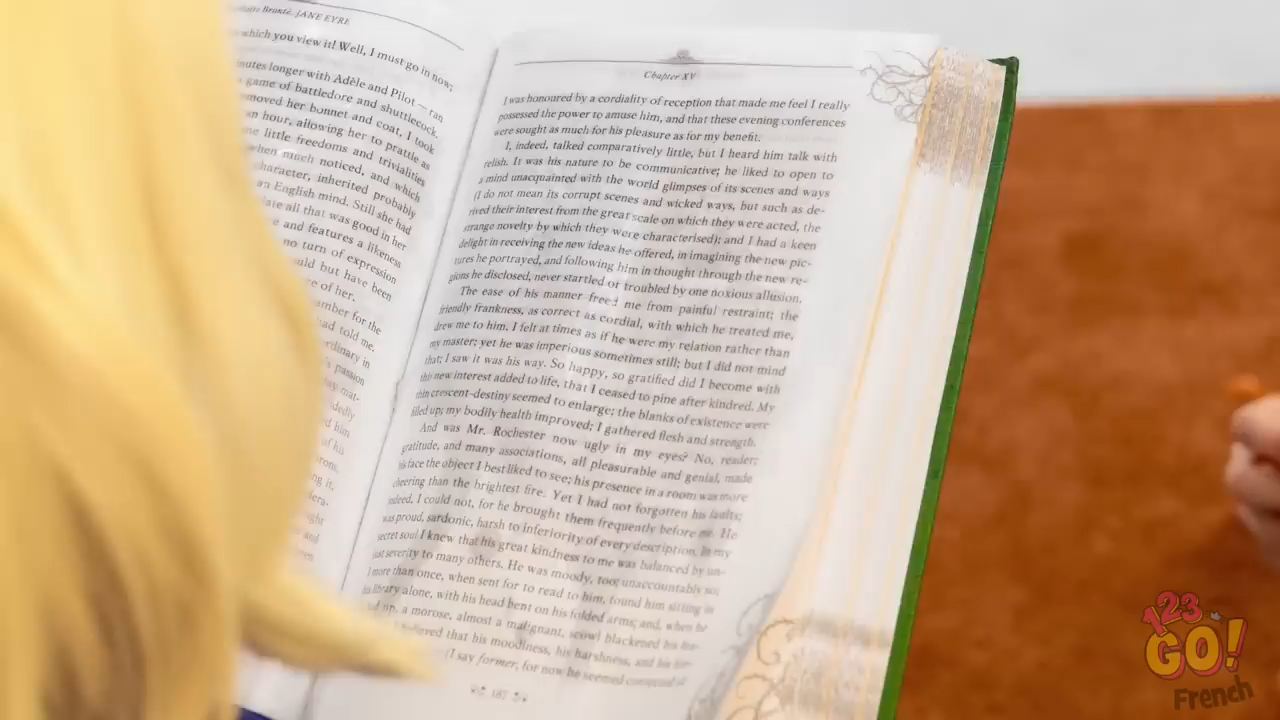 JANE EYRE
which you view it! Well, I must go in now;
nutes longer with Adèle and Pilot — ran
game of battledore and shuttlecock.
moved her bonnet and coat, I took
hour, allowing her to prattle as
little freedoms and trivialities
when much noticed, and which
character, inherited probably
an English mind. Still she had
all that was good in her
and features a likeness
no turn of expression
but have been
of her.
for the
had told me.
in
passion
him
of his
it,
and
Chapter XV
I was honoured by a cordiality of reception that made me feel I really
possessed the power to amuse him, and that these evening conferences
were sought as much for his pleasure as for my benefit.
I, indeed, talked comparatively little, but I heard him talk with
relish. It was his nature to be communicative; he liked to open to
a mind unacquainted with the world glimpses of its scenes and ways
(I do not mean its corrupt scenes and wicked ways, but such as de-
rived their interest from the great scale on which they were acted, the
strange novelty by which they were characterised); and I had a keen
delight in receiving the new ideas he offered, in imagining the new pic-
tures he portrayed, and following him in thought through the new re-
gions he disclosed, never startled or troubled by one noxious allusion.
The ease of his manner freed me from painful restraint; the
friendly frankness, as correct as cordial, with which he treated me,
drew me to him. I felt at times as if he were my relation rather than
my master; yet he was imperious sometimes still; but I did not mind
that; I saw it was his way. So happy, so gratified did I become with
this new interest added to life, that I ceased to pine after kindred. My
thin crescent-destiny seemed to enlarge; the blanks of existence were
filled up; my bodily health improved; I gathered flesh and strength.
And was Mr. Rochester now ugly in my eyes? No, reader;
gratitude, and many associations, all pleasurable and genial, made
his face the object I best liked to see; his presence in a room was more
cheering than the brightest fire. Yet I had not forgotten his faults;
indeed, I could not, for he brought them frequently before me. He
was proud, sardonic, harsh to inferiority of every description. In my
secret soul I knew that his great kindness to me was balanced by un-
just severity to many others. He was moody, too; unaccountably so;
I more than once, when sent for to read to him, found him sitting in
his library alone, with his head bent on his folded arms; and, when he
up, a morose, almost a malignant, scowl blackened his
believed that his moodiness, his harshness, and his
(I say former, for now he seemed
187
123
GO!
French